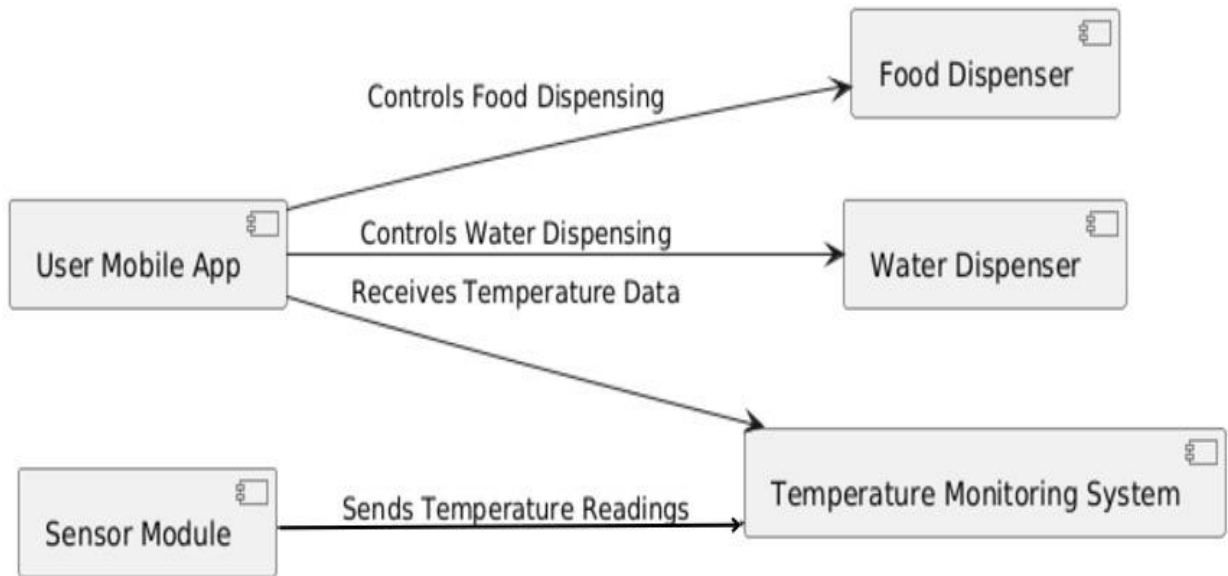 Food Dispenser
Controls Food Dispensing
User Mobile App
Controls Water Dispensing
Water Dispenser
Receives Temperature Data
Temperature Monitoring System
Sensor Module
Sends Temperature Readings